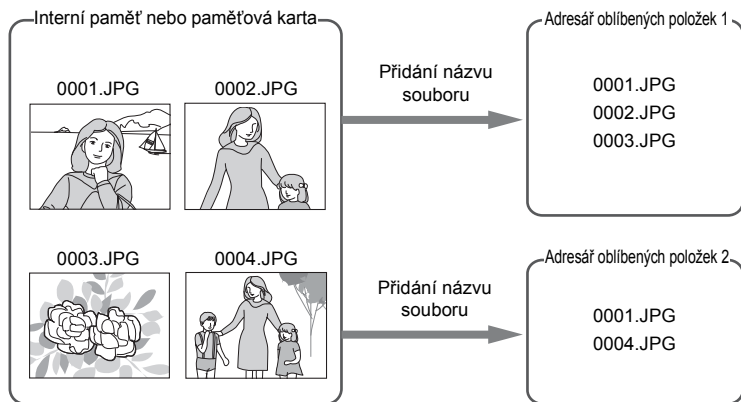 Interní paměť nebo paměťová karta
0001.JPG
0002.JPG
0003.JPG
0004.JPG
Přidání názvu
souboru
Adresář oblíbených položek 1
0001.JPG
0002.JPG
0003.JPG
Přidání názvu
souboru
Adresář oblíbených položek 2
0001.JPG
0004.JPG